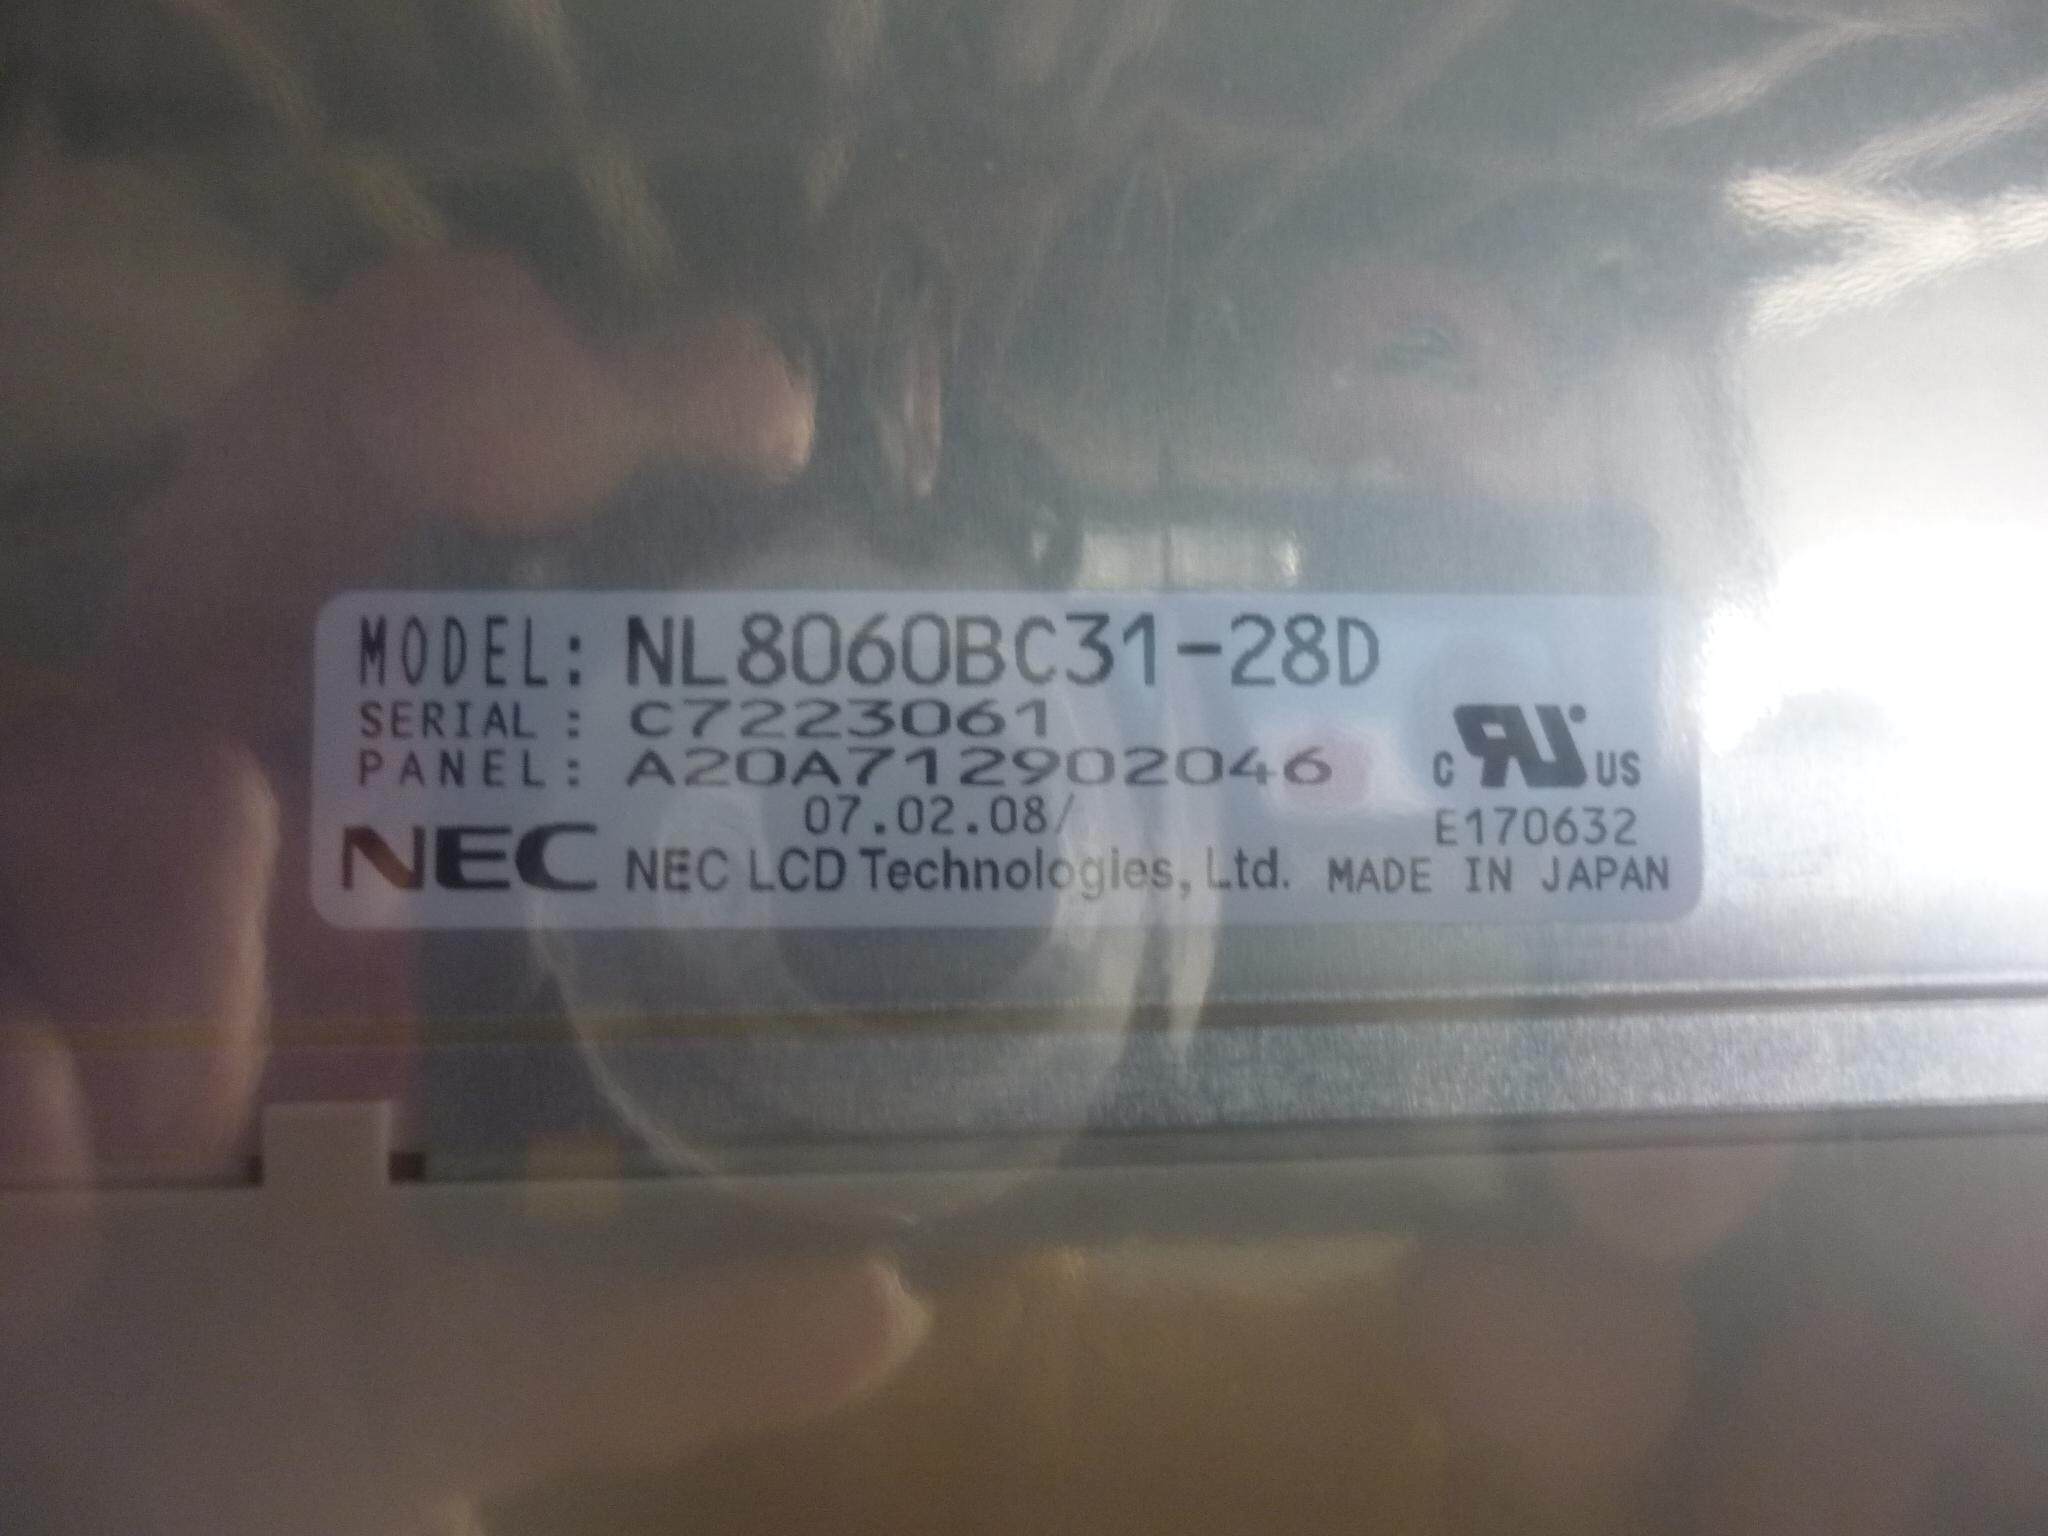 MODEL: NL8060BC31-28D
SERIAL: C7223061
PANEL: A20A712902046
07.02.08/
c RU US
E170632
NEC NEC LCD Technologies, Ltd. MADE IN JAPAN